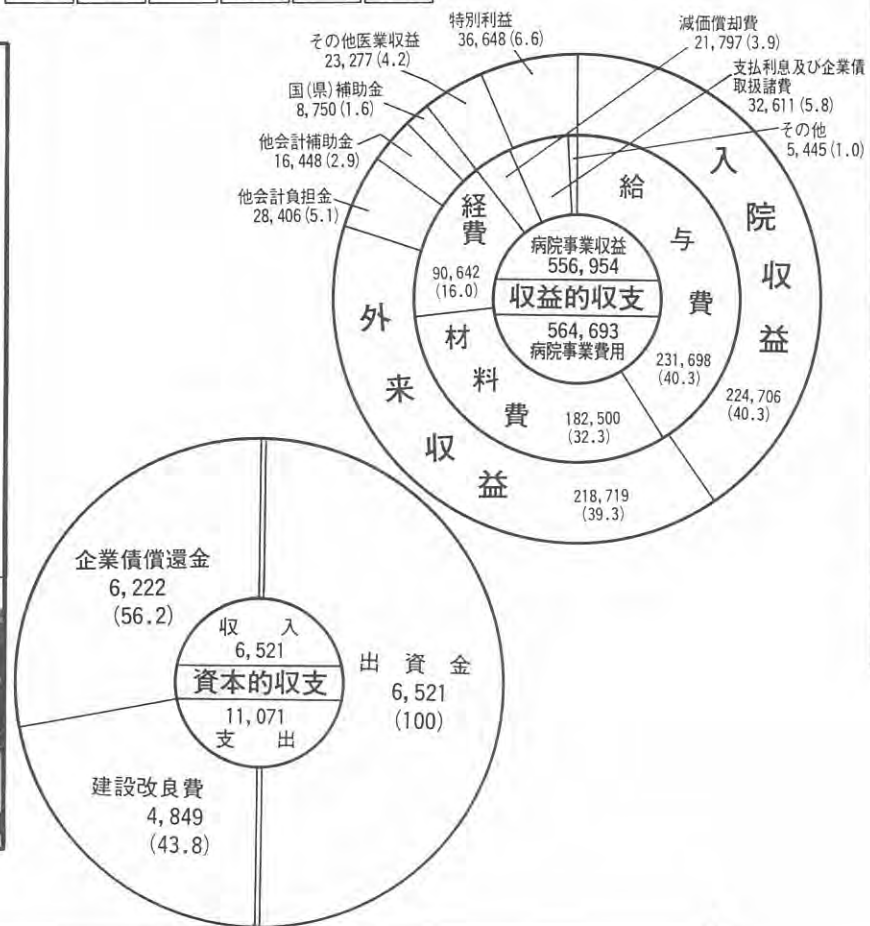 特別利益
36,648(6.6)
その他医業収益
23,277(4.2)
国(県)補助金
8,750(1.6)
他会計補助金
16,448(2.9)
他会計負担金
28,406(5.1)
減価償却費
21,797(3.9)
支払利息及び企業債
取扱諸費
32,611(5.8)
その他
5,445(1.0)
入院収益
224,706
(40.3)
外来収益
218,719
(39.3)
給与費
231,698
(40.3)
材料費
182,500
(32.3)
経費
90,642
(16.0)
病院事業収益
556,954
収益的収支
564,693
病院事業費用
企業債償還金
6,222
(56.2)
建設改良費
4,849
(43.8)
収入
6,521
資本的収支
11,071
支出
出資金
6,521
(100)